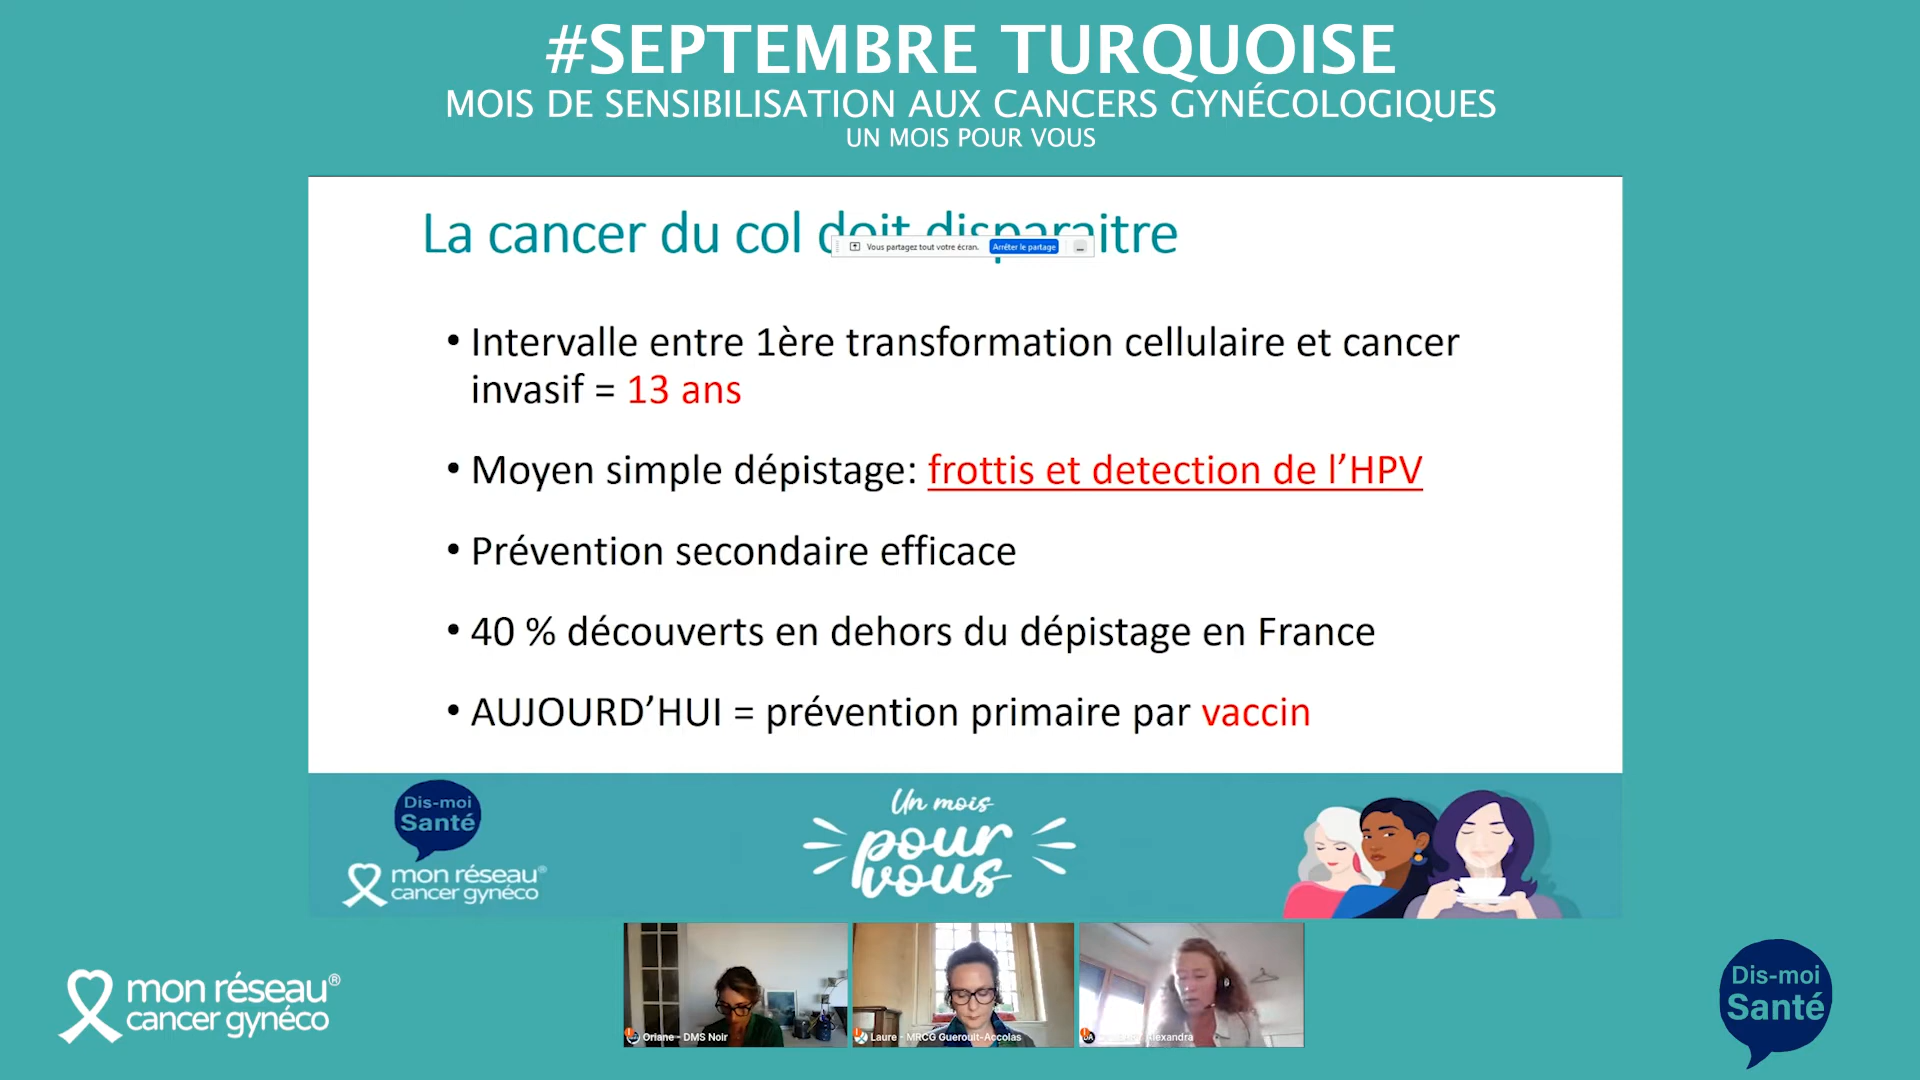 #SEPTEMBRE TURQUOISE
MOIS DE SENSIBILISATION AUX CANCERS GYNÉCOLOGIQUES
UN MOIS POUR VOUS
La cancer du col doit disparaitre
Vous partagez tout votre écran. Arrêter le partage
• Intervalle entre 1ère transformation cellulaire et cancer
invasif = 13 ans
• Moyen simple dépistage: frottis et detection de l’HPV
• Prévention secondaire efficace
• 40 % découverts en dehors du dépistage en France
• AUJOURD’HUI = prévention primaire par vaccin
Dis-moi
Santé
mon réseau®
cancer gynéco
Un mois
pour
vous
Oriane - DMS Noir
Laure - MRCG Gueroult-Accolas
Alexandra
mon réseau®
cancer gynéco
Dis-moi
Santé